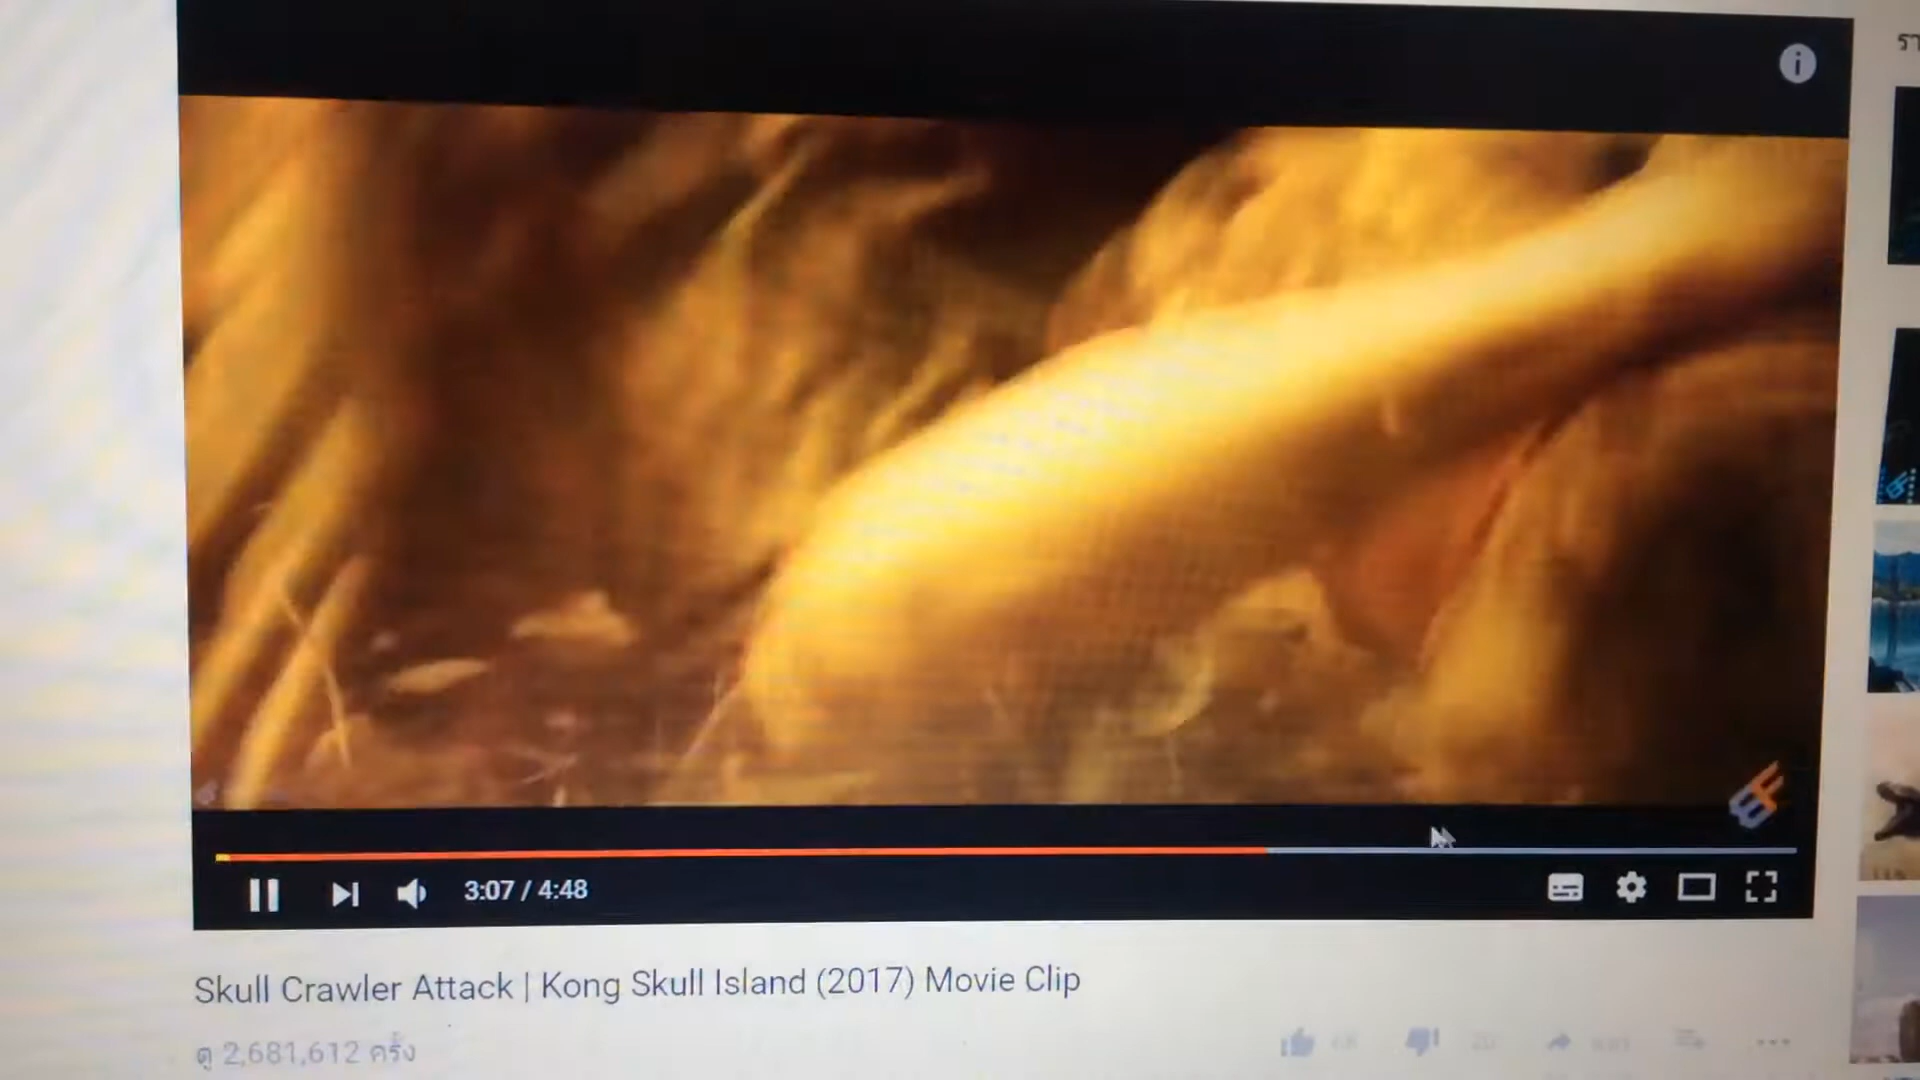 3:07 / 4:48
Skull Crawler Attack | Kong Skull Island (2017) Movie Clip
ดู 2,681,612 ครั้ง